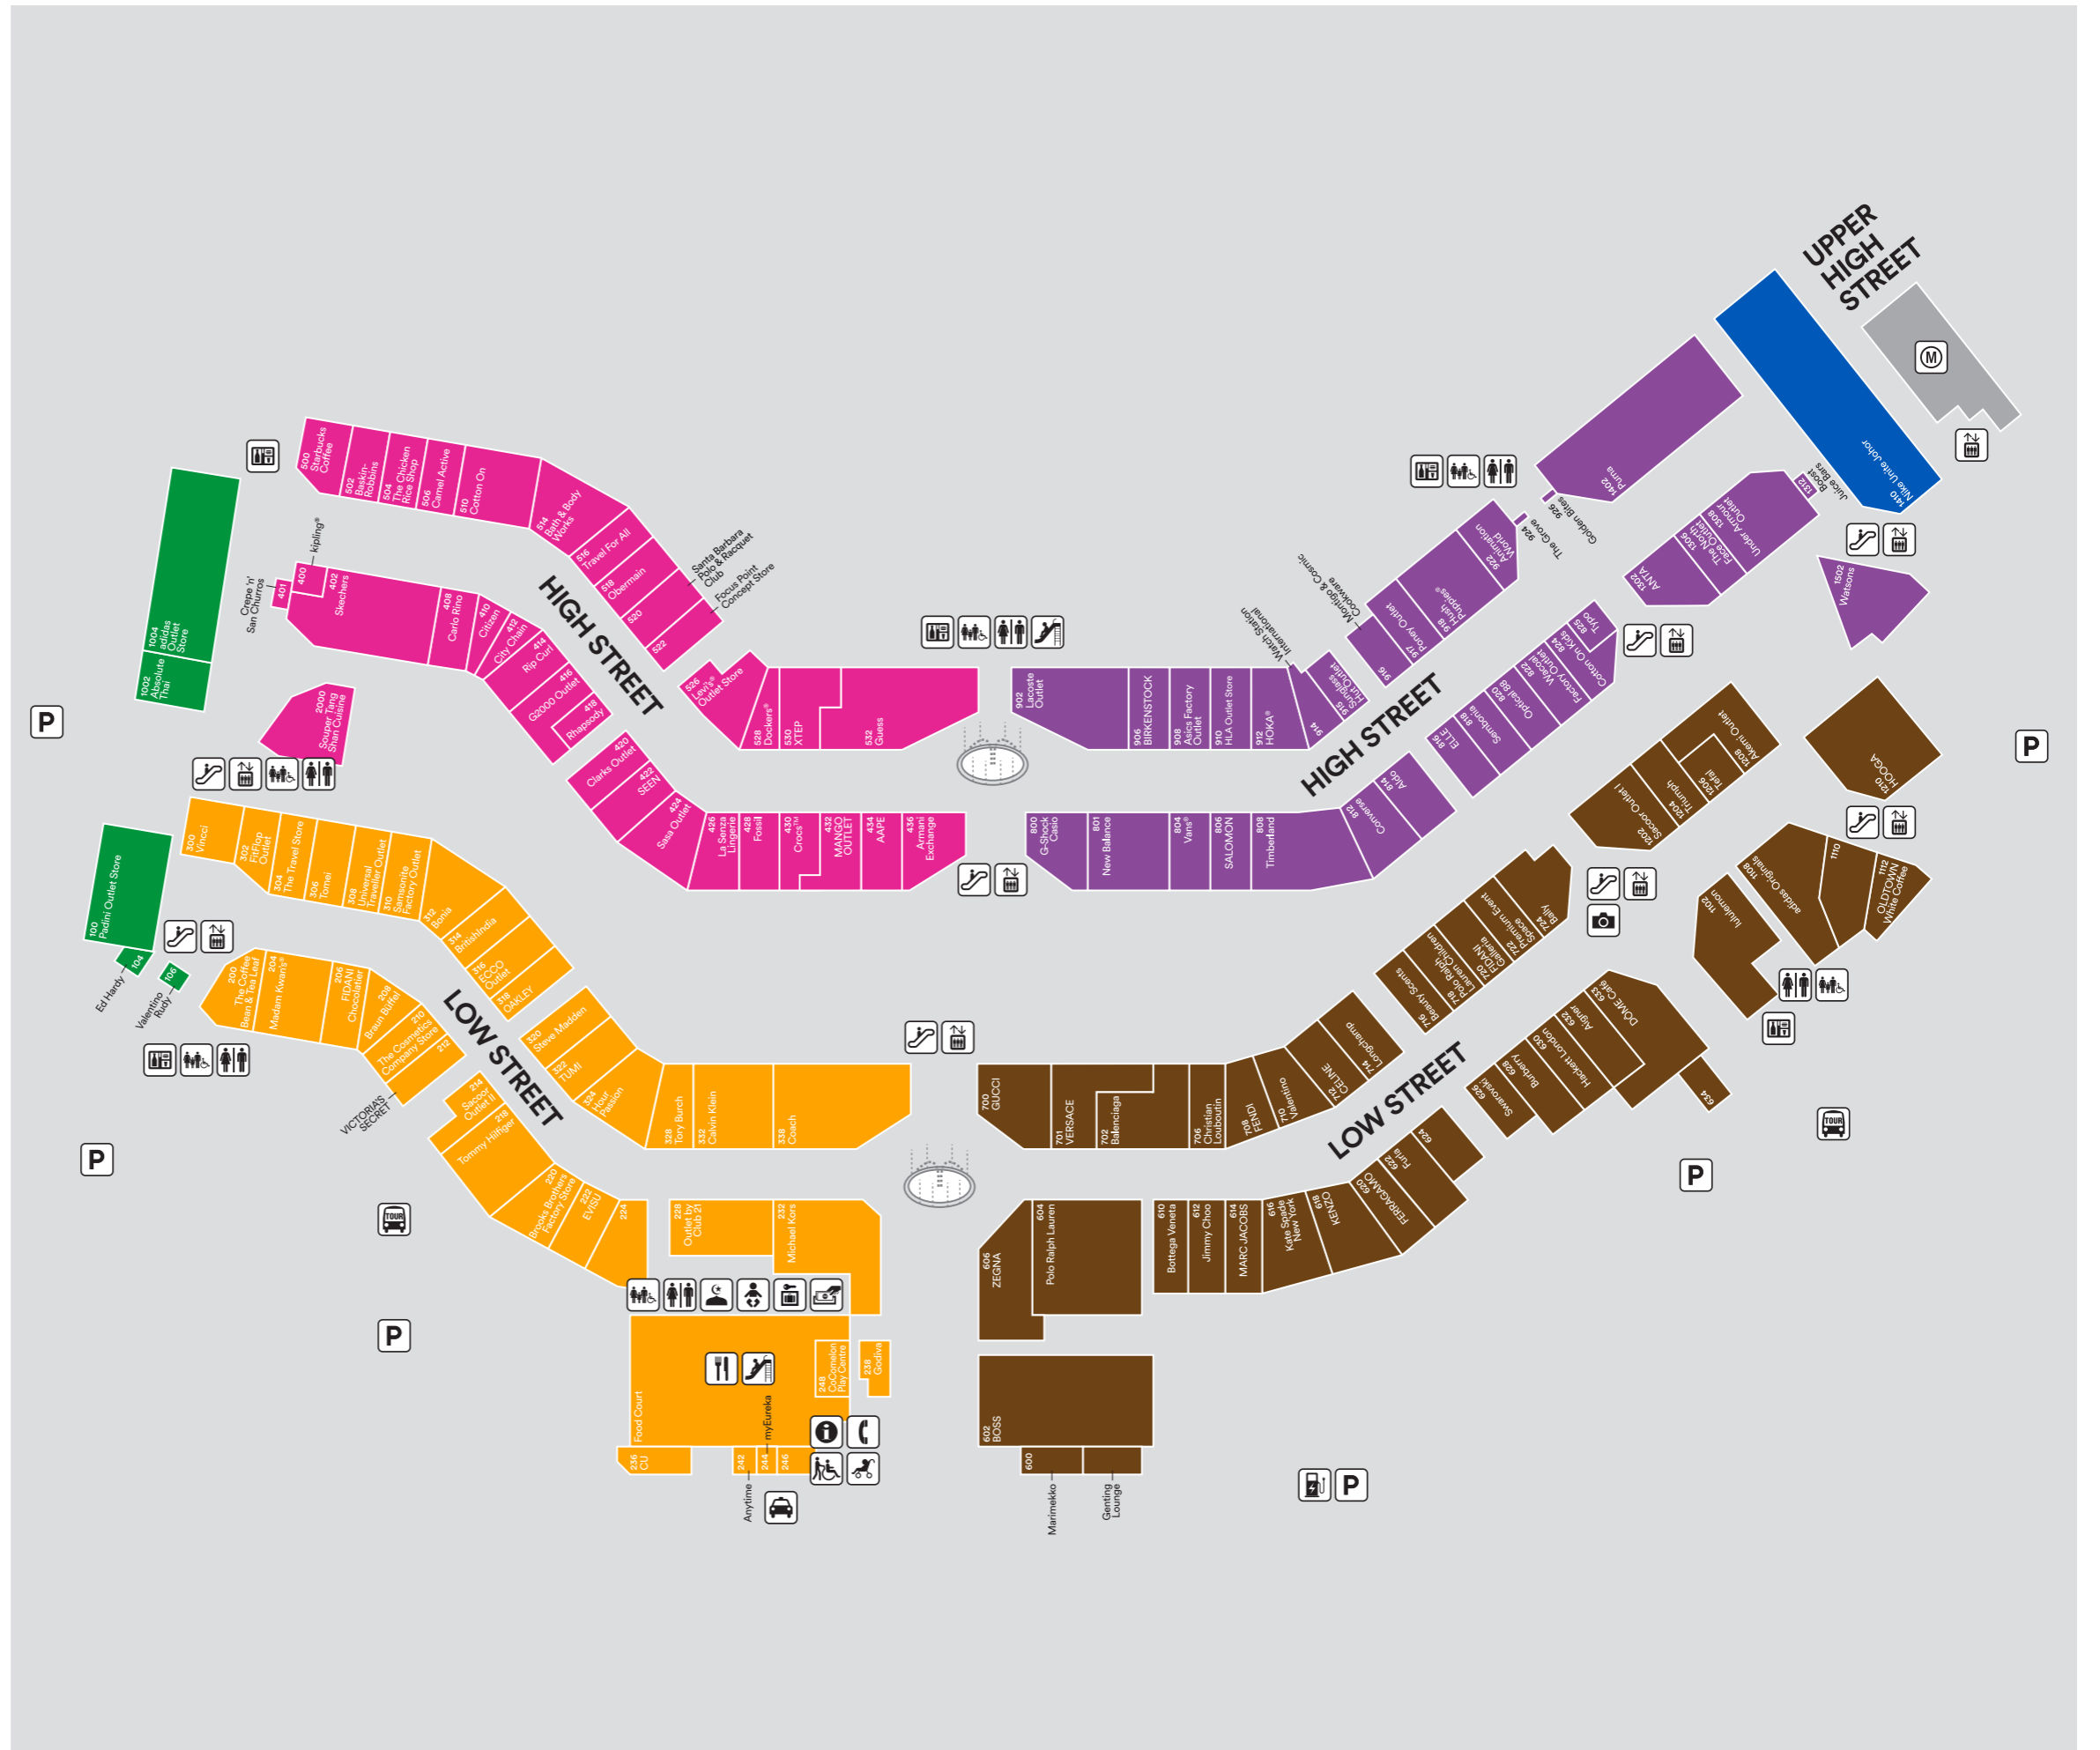 UPPER
HIGH
STREET
M
1410
Nike Unite Johor
1402
Puma
1312
Boost
Juice Bars
1308
Under Armour
Outlet
1306
The North
Face Outlet
1302
ANTA
1502
Watsons
926
Golden Bites
924
The Grove
922
Animation
World
918
Hush
Puppies®
917
Poney Outlet
916
Montigo & Cosmic
Cookware
915
Sunglass
Hut Outlet
914
Watch Station
International
912
HOKA®
910
HLA Outlet Store
908
Asics Factory
Outlet
906
BIRKENSTOCK
902
Lacoste
Outlet
HIGH STREET
825
Typo
824
Cotton On Kids
Factory Outlet
822
Wacoal
820
Optical 88
818
Sembonia
816
ELLE
814
Aldo
812
Converse
808
Timberland
806
SALOMON
804
Vans®
801
New Balance
800
G-Shock
Casio
500
Starbucks
Coffee
502
Baskin-
Robbins
504
The Chicken
Rice Shop
506
Camel Active
510
Cotton On
514
Bath & Body
Works
516
Travel For All
518
Obermain
520
Santa Barbara
Polo & Racquet
Club
522
Focus Point
Concept Store
526
Levi's®
Outlet Store
528
Dockers®
530
XTEP
532
Guess
HIGH STREET
401
Crepe 'n'
San Churros
400
kipling®
402
Skechers
408
Carlo Rino
410
Citizen
412
City Chain
414
Rip Curl
416
G2000 Outlet
418
Rhapsody
420
Clarks Outlet
422
SEEN
424
Sasa Outlet
426
La Senza
Lingerie
428
Fossil
430
Crocs™
432
MANGO
OUTLET
434
AAPE
436
Armani
Exchange
1004
adidas
Outlet
Store
1002
Absolute
Thai
2000
Souper Tang
Shan Cuisine
P
100
Padini Outlet Store
104
Ed Hardy
106
Valentino
Rudy
300
Vincci
302
FitFlop
Outlet
304
The Travel Store
306
Tomei
308
Universal
Traveller Outlet
310
Samsonite
Factory Outlet
312
Bonia
314
BritishIndia
316
ECCO
Outlet
318
OAKLEY
320
Steve Madden
322
TUMI
324
Hour
Passion
328
Tory Burch
332
Calvin Klein
338
Coach
LOW STREET
200
The Coffee
Bean & Tea Leaf
204
Madam Kwan's®
206
FIDANI
Chocolatier
208
Braun Büffel
210
The Cosmetics
Company Store
212
VICTORIA'S
SECRET
214
Sacoor
Outlet II
218
Tommy Hilfiger
220
Brooks Brothers
Factory Store
222
EVISU
224
228
Outlet by
Club 21
232
Michael Kors
P
TOUR
P
Food Court
248
CoComelon
Play Centre
238
Godiva
236
CU
242
Anytime
244
myEureka
246
700
GUCCI
701
VERSACE
702
Balenciaga
706
Christian
Louboutin
708
FENDI
710
Valentino
712
CELINE
714
Longchamp
716
Beauty Scents
718
Polo Ralph
Lauren Children
720
FIDANI
Galleria
722
Premium Event
Space
724
Bally
LOW STREET
606
ZEGNA
604
Polo Ralph Lauren
602
BOSS
600
Marimekko
Genting
Lounge
610
Bottega Veneta
612
Jimmy Choo
614
MARC JACOBS
616
Kate Spade
New York
618
KENZO
620
FERRAGAMO
622
Furla
624
626
Swarovski
628
Burberry
630
Hackett London
632
Aigner
633
DÔME Café
634
1202
Sacoor Outlet I
1204
Triumph
1206
Tefal
1208
Akemi Outlet
1210
HOOGA
1102
lululemon
1108
adidas Originals
1110
1112
OLDTOWN
White Coffee
P
TOUR
P
P